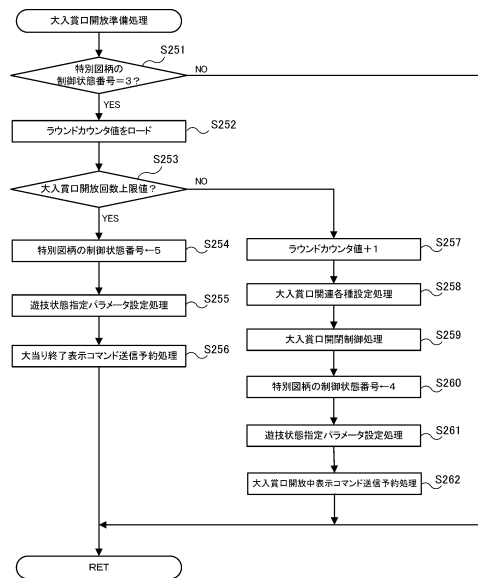 大入賞口開放準備処理
S251
特別図柄の
制御状態番号=3?
NO
YES
ラウンドカウンタ値をロード
S252
S253
大入賞口開放回数上限値?
NO
YES
特別図柄の制御状態番号←5
S254
遊技状態指定パラメータ設定処理
S255
大当り終了表示コマンド送信予約処理
S256
ラウンドカウンタ値+1
S257
大入賞口関連各種設定処理
S258
大入賞口開閉制御処理
S259
特別図柄の制御状態番号←4
S260
遊技状態指定パラメータ設定処理
S261
大入賞口開放中表示コマンド送信予約処理
S262
RET